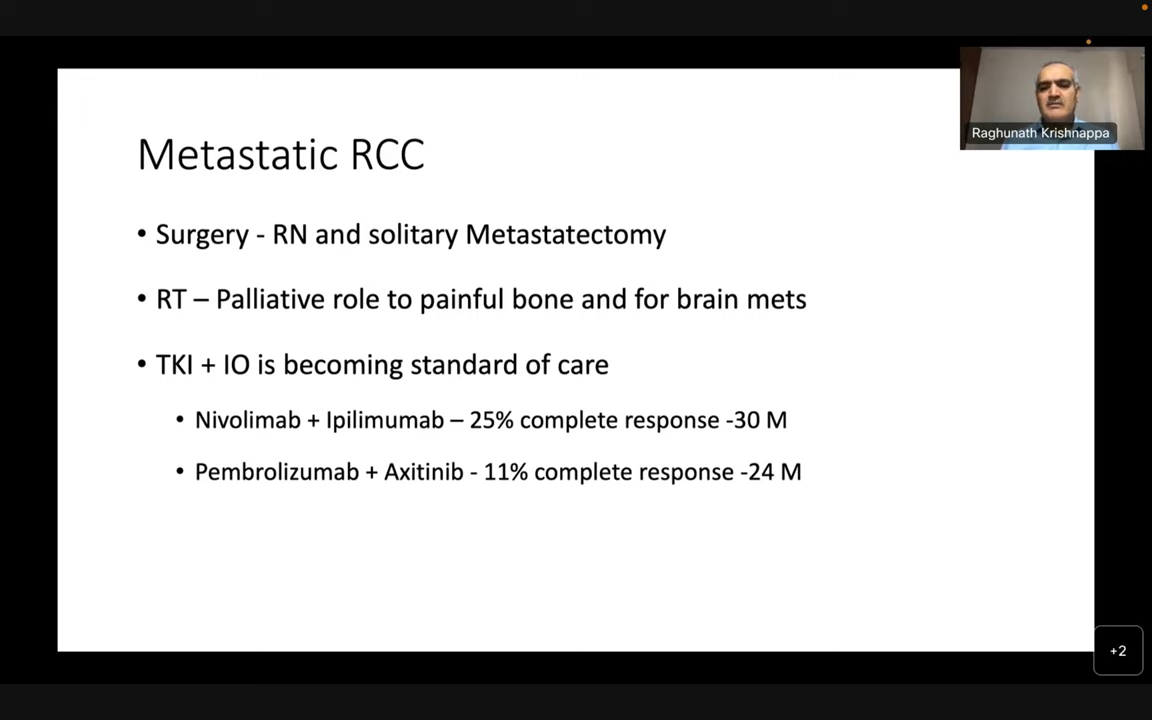 Raghunath Krishnappa
Metastatic RCC
• Surgery - RN and solitary Metastatectomy
• RT – Palliative role to painful bone and for brain mets
• TKI + IO is becoming standard of care
• Nivolimab + Ipilimumab – 25% complete response -30 M
• Pembrolizumab + Axitinib - 11% complete response -24 M
+2